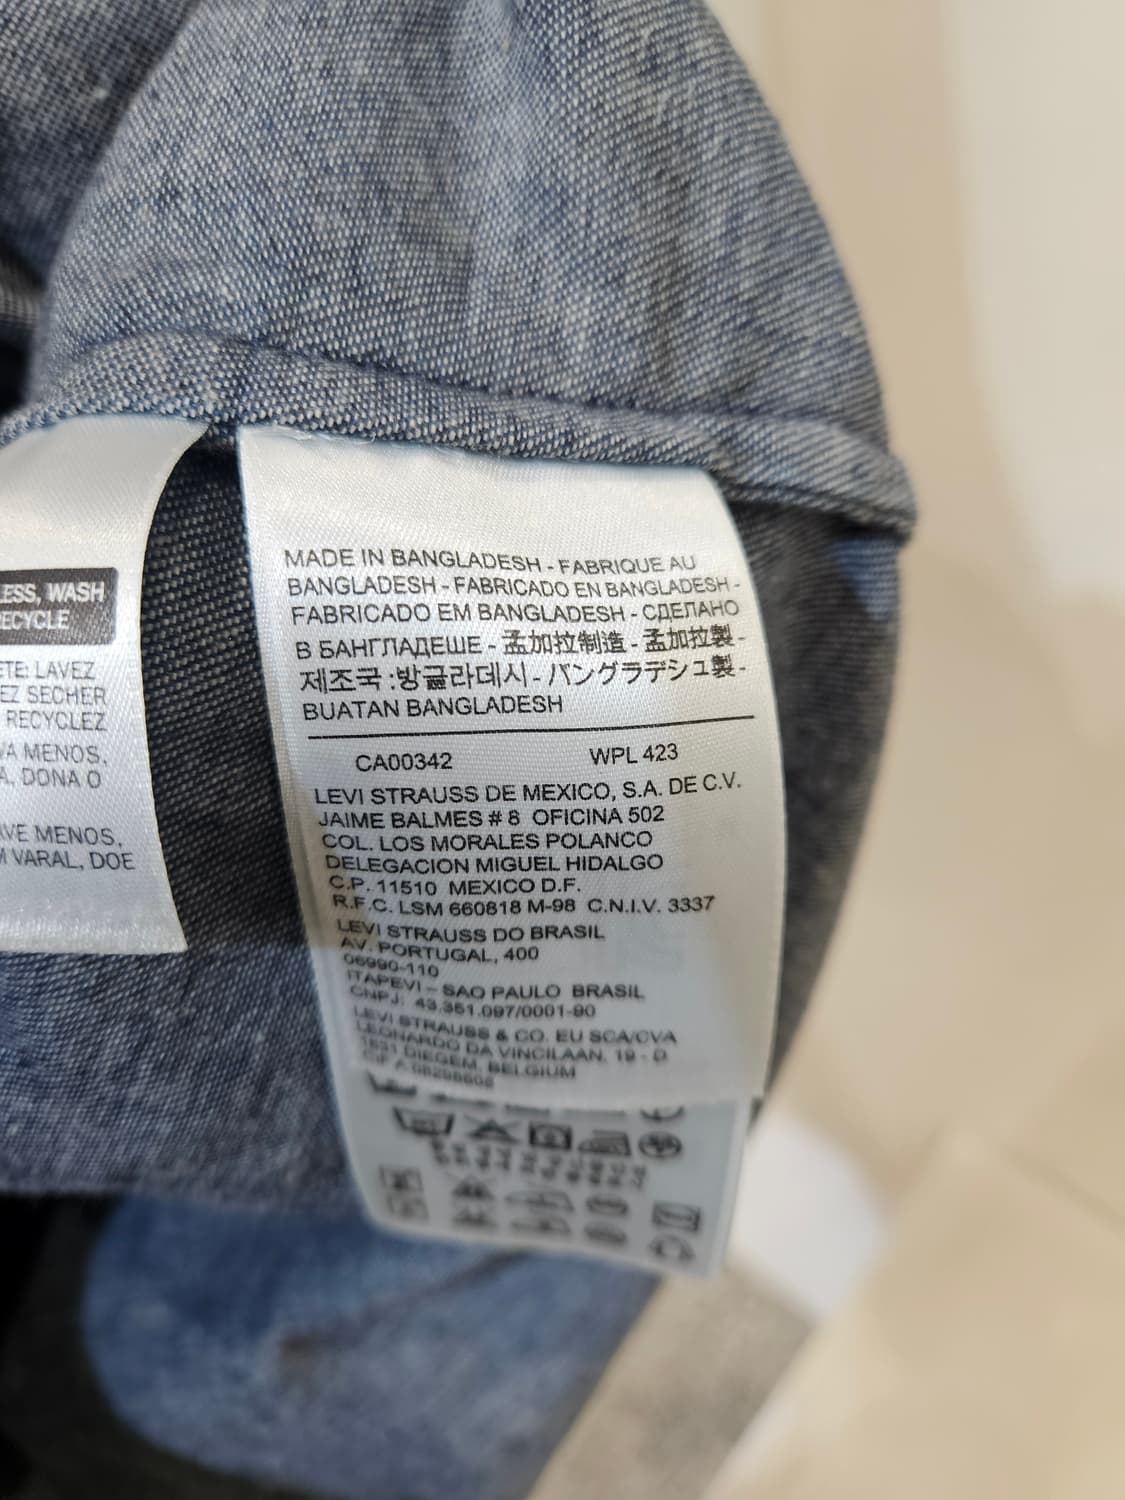 LESS, WASH
RECYCLE
ETE: LAVEZ
EZ SECHER
RECYCLEZ
VA MENOS,
A, DONA O
AVE MENOS,
M VARAL, DOE
MADE IN BANGLADESH - FABRIQUE AU
BANGLADESH - FABRICADO EN BANGLADESH -
FABRICADO EM BANGLADESH - СДЕЛАНО
В БАНГЛАДЕШЕ - 孟加拉制造 - 孟加拉製 -
제조국 :방글라데시 - バングラデシュ製 -
BUATAN BANGLADESH
CA00342 WPL 423
LEVI STRAUSS DE MEXICO, S.A. DE C.V.
JAIME BALMES # 8 OFICINA 502
COL. LOS MORALES POLANCO
DELEGACION MIGUEL HIDALGO
C.P. 11510 MEXICO D.F.
R.F.C. LSM 660818 M-98 C.N.I.V. 3337
LEVI STRAUSS DO BRASIL
AV. PORTUGAL, 400
06990-110
ITAPEVI – SAO PAULO BRASIL
CNPJ: 43.351.097/0001-90
LEVI STRAUSS & CO. EU SCA/CVA
LEONARDO DA VINCILAAN, 19 - D
1831 DIEGEM, BELGIUM
CIF